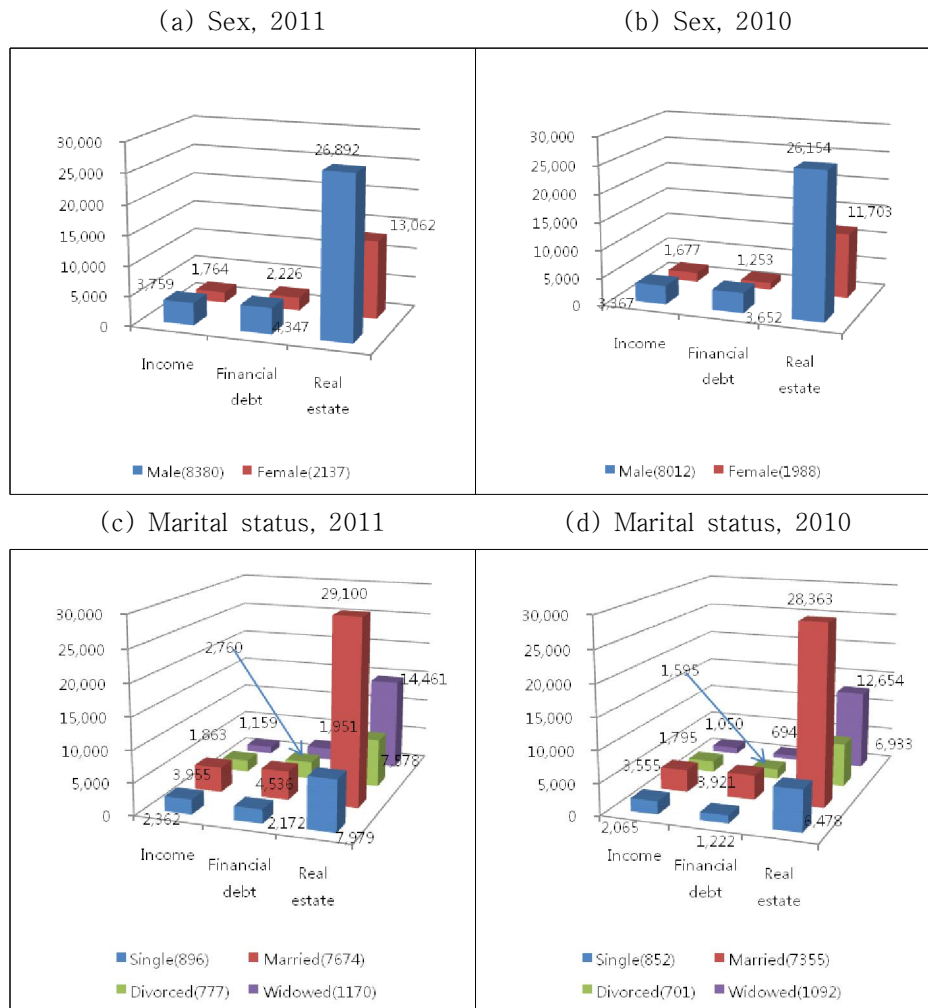 (a) Sex, 2011
30,000
25,000
20,000
15,000
10,000
5,000
0
26,892
13,062
3,759
1,764
2,226
4,347
Income
Financial
debt
Real
estate
Male(8380) Female(2137)
(b) Sex, 2010
30,000
25,000
20,000
15,000
10,000
5,000
0
26,154
11,703
1,677
1,253
3,367
3,652
Income
Financial
debt
Real
estate
Male(8012) Female(1988)
(c) Marital status, 2011
30,000
25,000
20,000
15,000
10,000
5,000
0
29,100
2,760
14,461
1,159
1,951
1,863
7,878
3,955
4,536
2,362
2,172
7,979
Income
Financial
debt
Real
estate
Single(896) Married(7674)
Divorced(777) Widowed(1170)
(d) Marital status, 2010
30,000
25,000
20,000
15,000
10,000
5,000
0
28,363
1,595
12,654
1,050
694
1,795
6,933
3,555
3,921
2,065
1,222
6,478
Income
Financial
debt
Real
estate
Single(852) Married(7355)
Divorced(701) Widowed(1092)